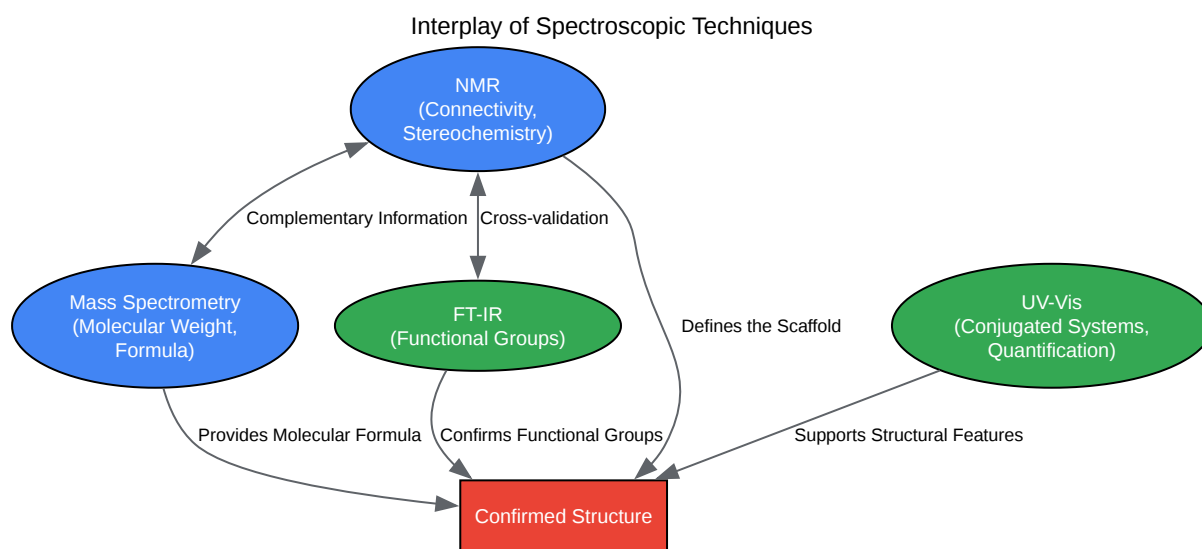 Interplay of Spectroscopic Techniques
NMR
(Connectivity,
Stereochemistry)
Complementary Information
Cross-validation
Mass Spectrometry
(Molecular Weight,
Formula)
FT-IR
(Functional Groups)
Defines the Scaffold
UV-Vis
(Conjugated Systems,
Quantification)
Provides Molecular Formula
Confirms Functional Groups
Supports Structural Features
Confirmed Structure